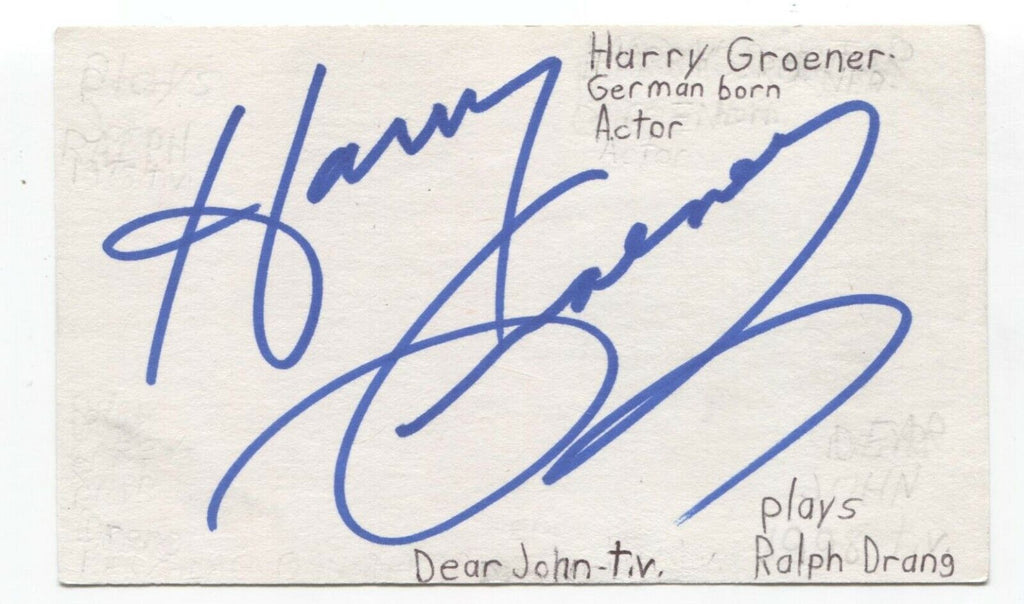 Harry Groener.
German born
Actor
Harry
Groener
plays
Dear John-t.v.
Ralph Drang